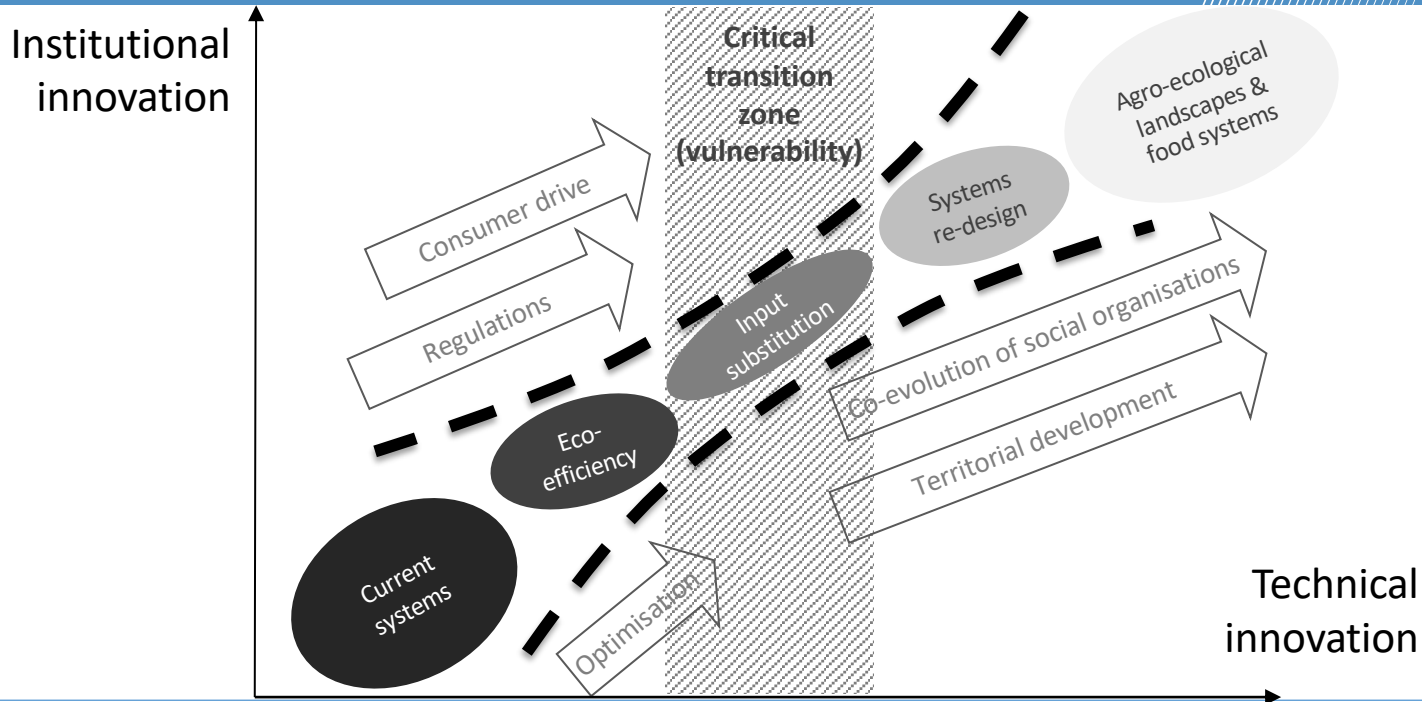 Institutional
innovation
Critical
transition
zone
(vulnerability)
Agro-ecological
landscapes &
food systems
Consumer drive
Systems
re-design
Regulations
Input
substitution
Co-evolution of social organisations
Eco-
efficiency
Territorial development
Current
systems
Optimisation
Technical
innovation